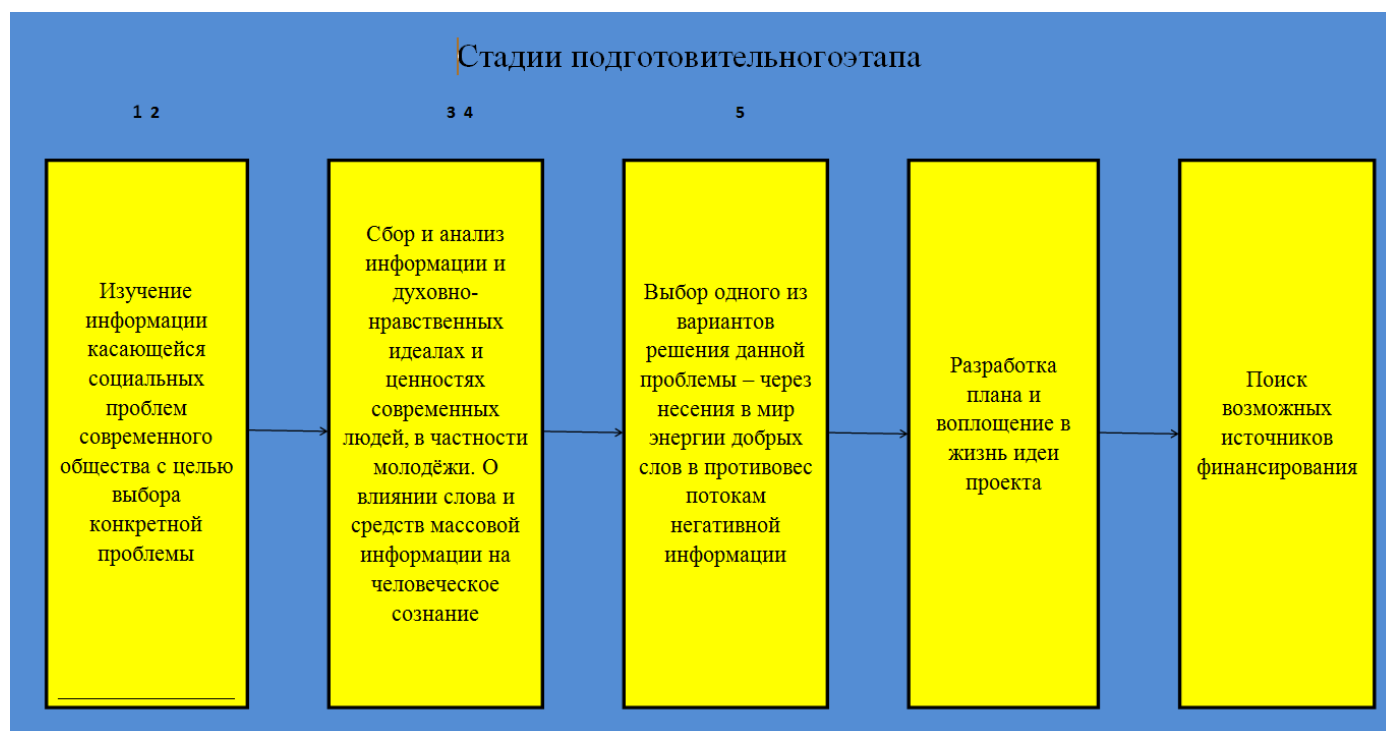 Стадии подготовительногоэтапа
1 2
3 4
5
Изучение
информации
касающейся
социальных
проблем
современного
общества с целью
выбора
конкретной
проблемы
Сбор и анализ
информации и
духовно-
нравственных
идеалах и
ценностях
современных
людей, в частности
молодёжи. О
влиянии слова и
средств массовой
информации на
человеческое
сознание
Выбор одного из
вариантов
решения данной
проблемы – через
несения в мир
энергии добрых
слов в противовес
потокам
негативной
информации
Разработка
плана и
воплощение в
жизнь идеи
проекта
Поиск
возможных
источников
финансирования